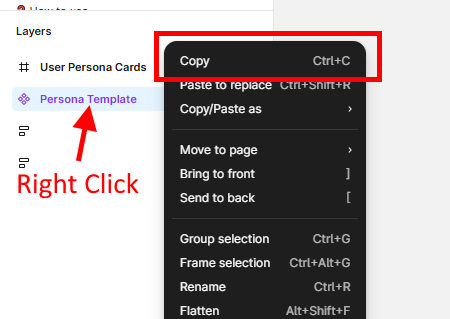 How to use
Layers
User Persona Cards
Persona Template
Right Click
Copy Ctrl+C
Paste to replace Ctrl+Shift+R
Copy/Paste as
Move to page
Bring to front ]
Send to back [
Group selection Ctrl+G
Frame selection Ctrl+Alt+G
Rename Ctrl+R
Flatten Alt+Shift+F